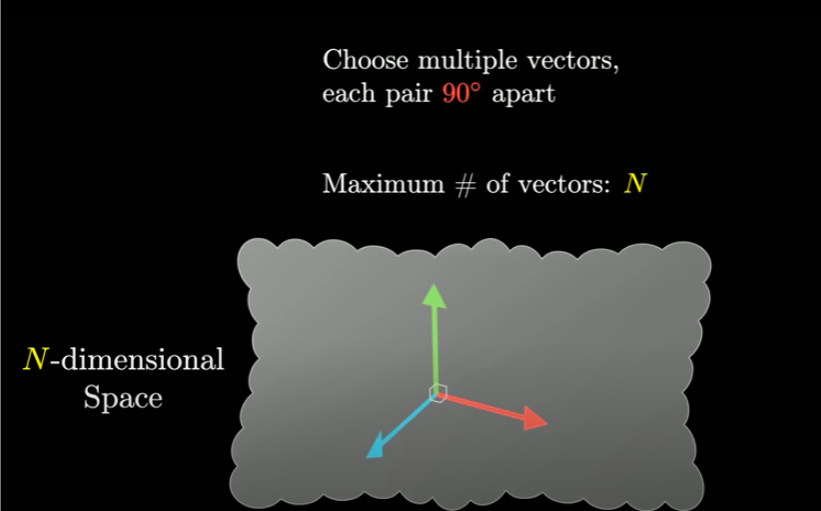 Choose multiple vectors,
each pair 90° apart
Maximum # of vectors: N
N-dimensional
Space